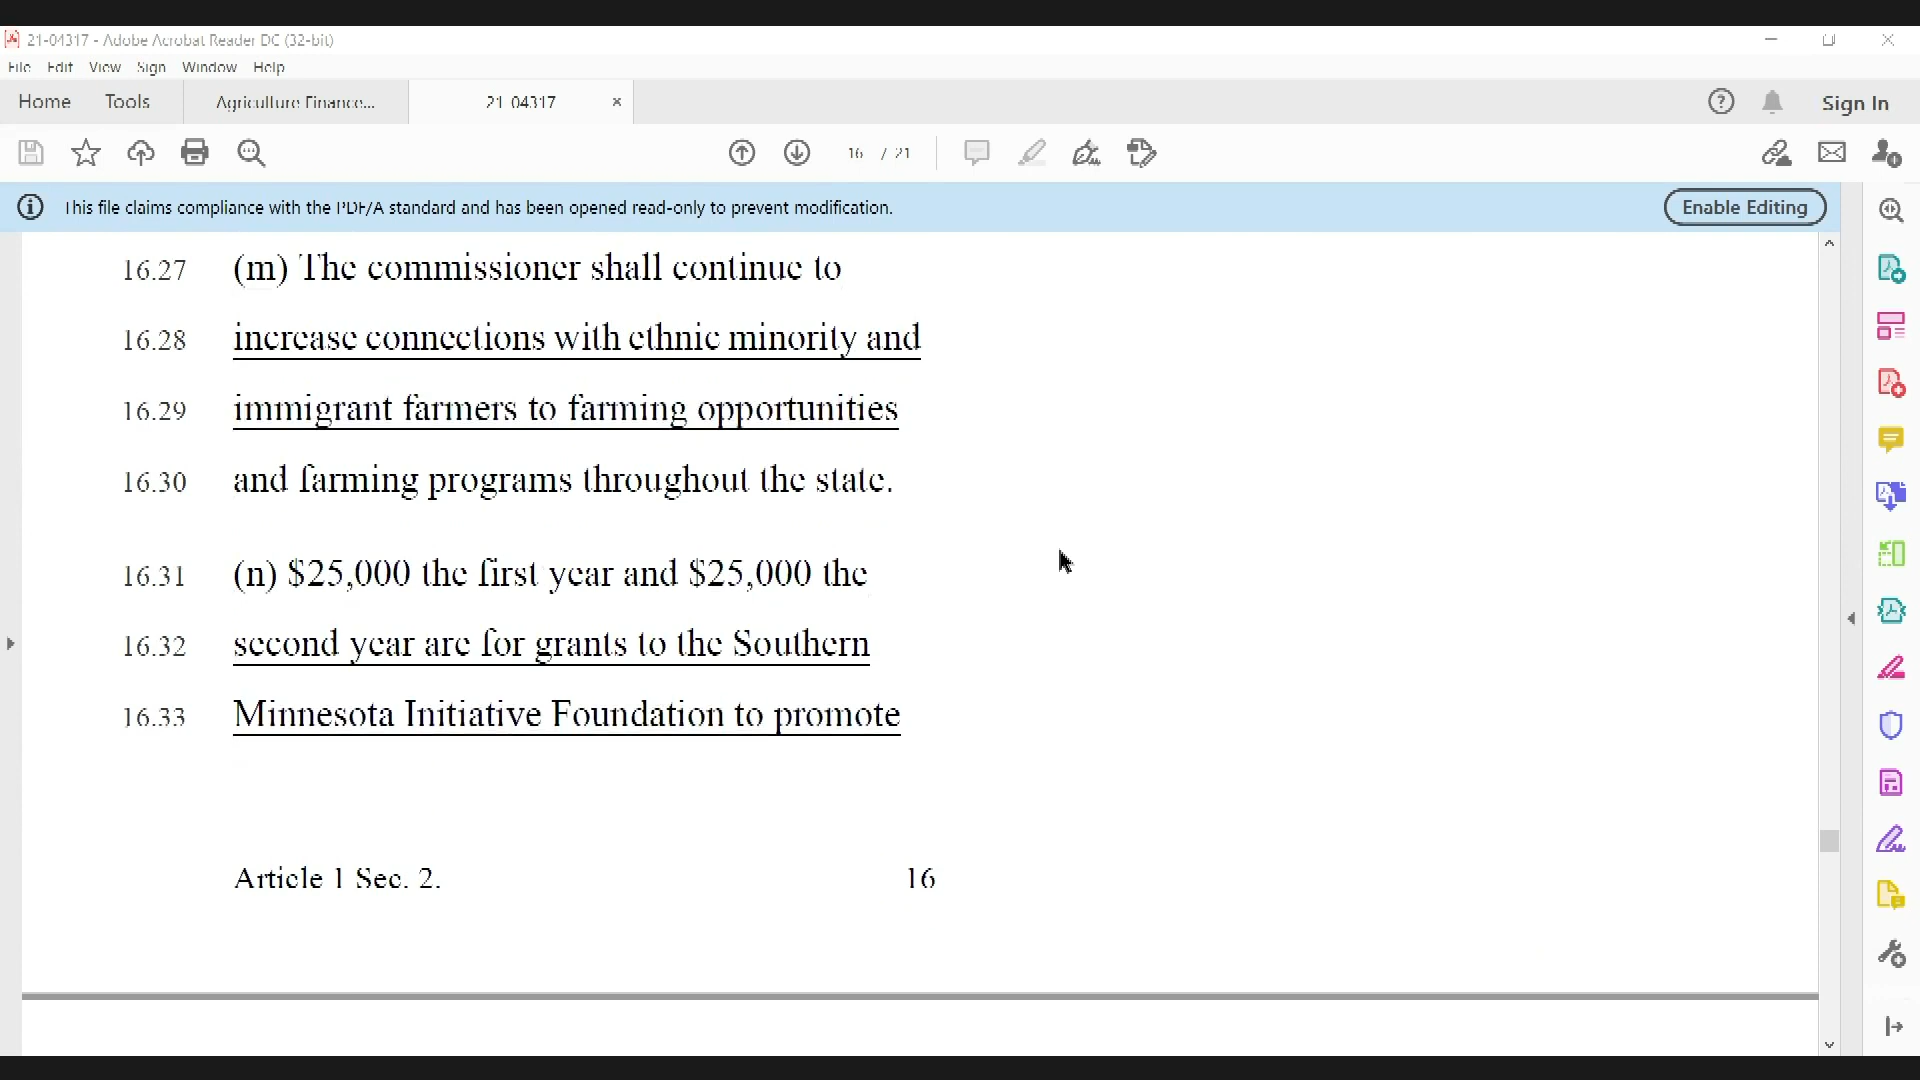 21-04317 - Adobe Acrobat Reader DC (32-bit)
File Edit View Sign Window Help
Home Tools Agriculture Finance... 21-04317 × Sign In
16 / 21
This file claims compliance with the PDF/A standard and has been opened read-only to prevent modification. Enable Editing
16.27 (m) The commissioner shall continue to
16.28 increase connections with ethnic minority and
16.29 immigrant farmers to farming opportunities
16.30 and farming programs throughout the state.
16.31 (n) $25,000 the first year and $25,000 the
16.32 second year are for grants to the Southern
16.33 Minnesota Initiative Foundation to promote
Article 1 Sec. 2. 16